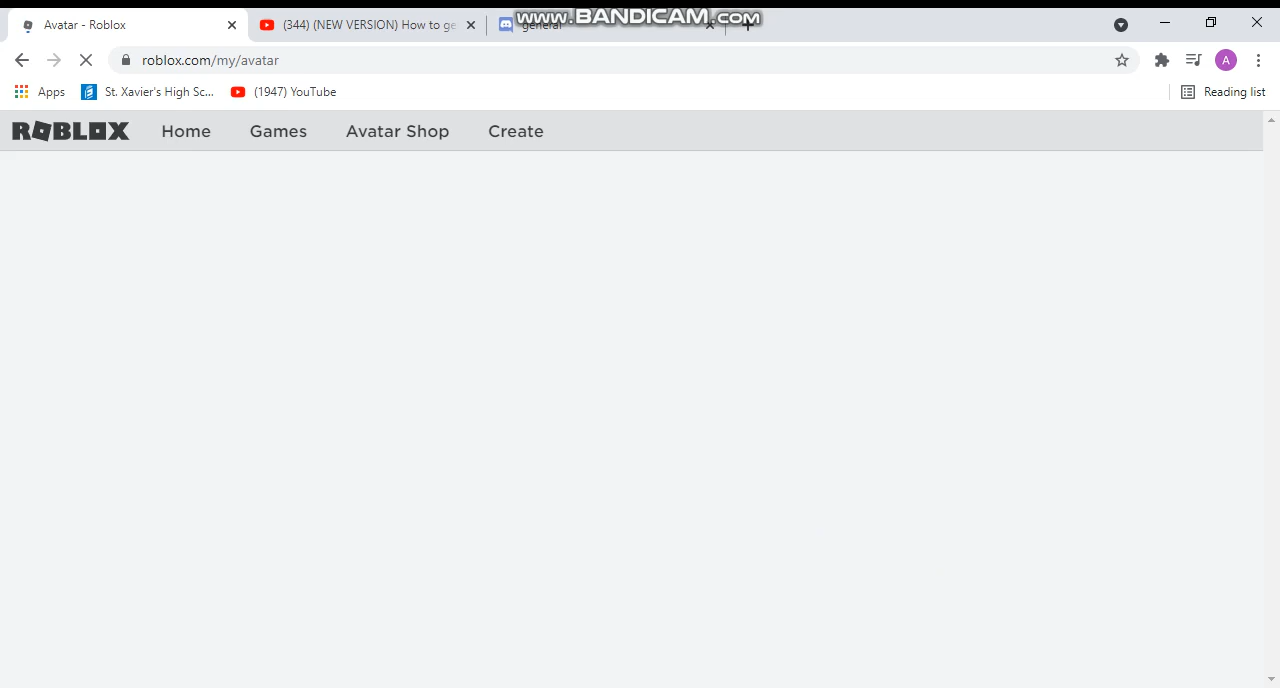 www.BANDICAM.com
Avatar - Roblox
(344) (NEW VERSION) How to ge
general
roblox.com/my/avatar
A
Apps
St. Xavier's High Sc...
(1947) YouTube
Reading list
ROBLOX
Home
Games
Avatar Shop
Create